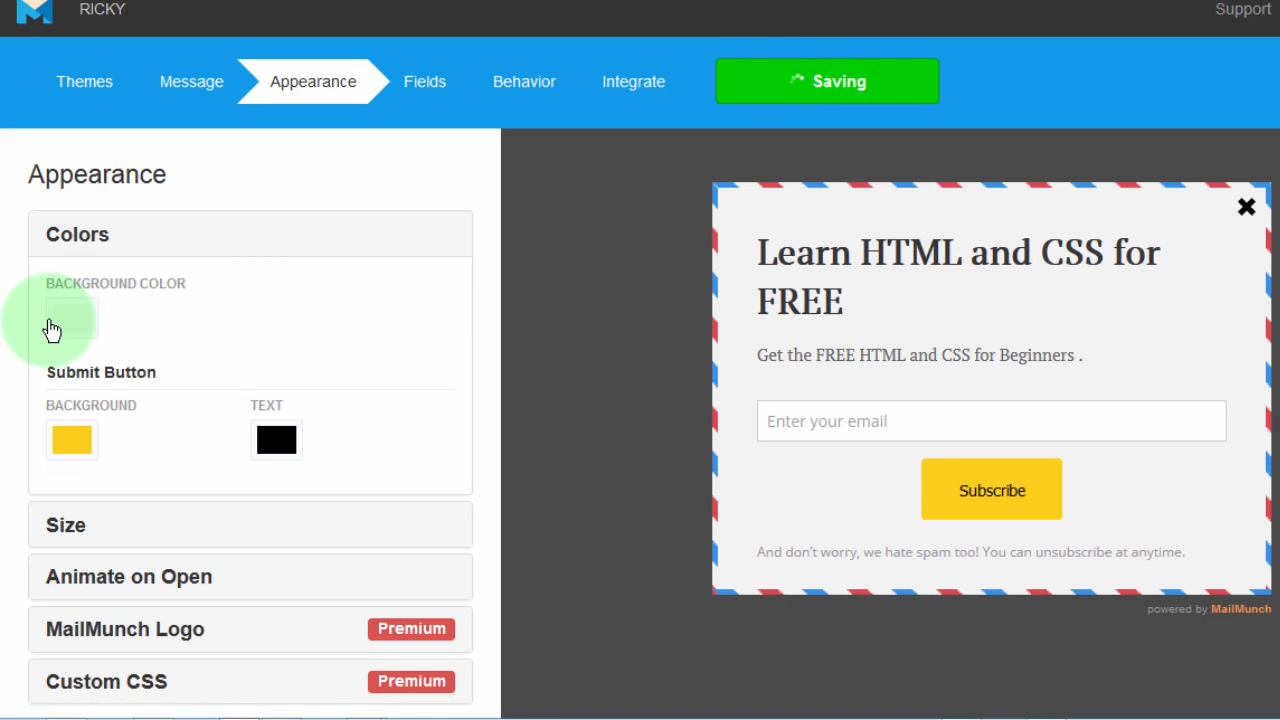 RICKY
Support
Themes
Message
Appearance
Fields
Behavior
Integrate
Saving
Appearance
Colors
BACKGROUND COLOR
Submit Button
BACKGROUND
TEXT
Size
Animate on Open
MailMunch Logo
Premium
Custom CSS
Premium
Learn HTML and CSS for
FREE
Get the FREE HTML and CSS for Beginners .
Enter your email
Subscribe
And don't worry, we hate spam too! You can unsubscribe at anytime.
powered by MailMunch